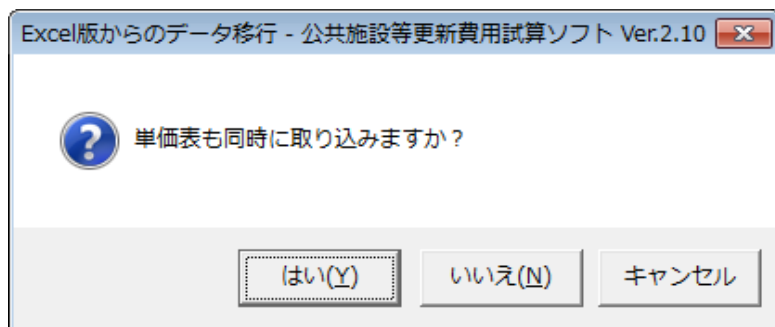 Excel版からのデータ移行 - 公共施設等更新費用試算ソフト Ver.2.10
単価表も同時に取り込みますか？
はい(Y)
いいえ(N)
キャンセル